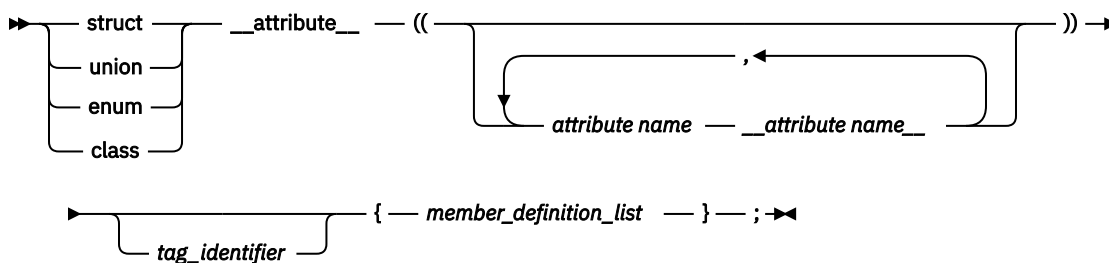 struct __attribute__ (( ))
union ,
enum
attribute name __attribute name__
class
{ member_definition_list } ;
tag_identifier